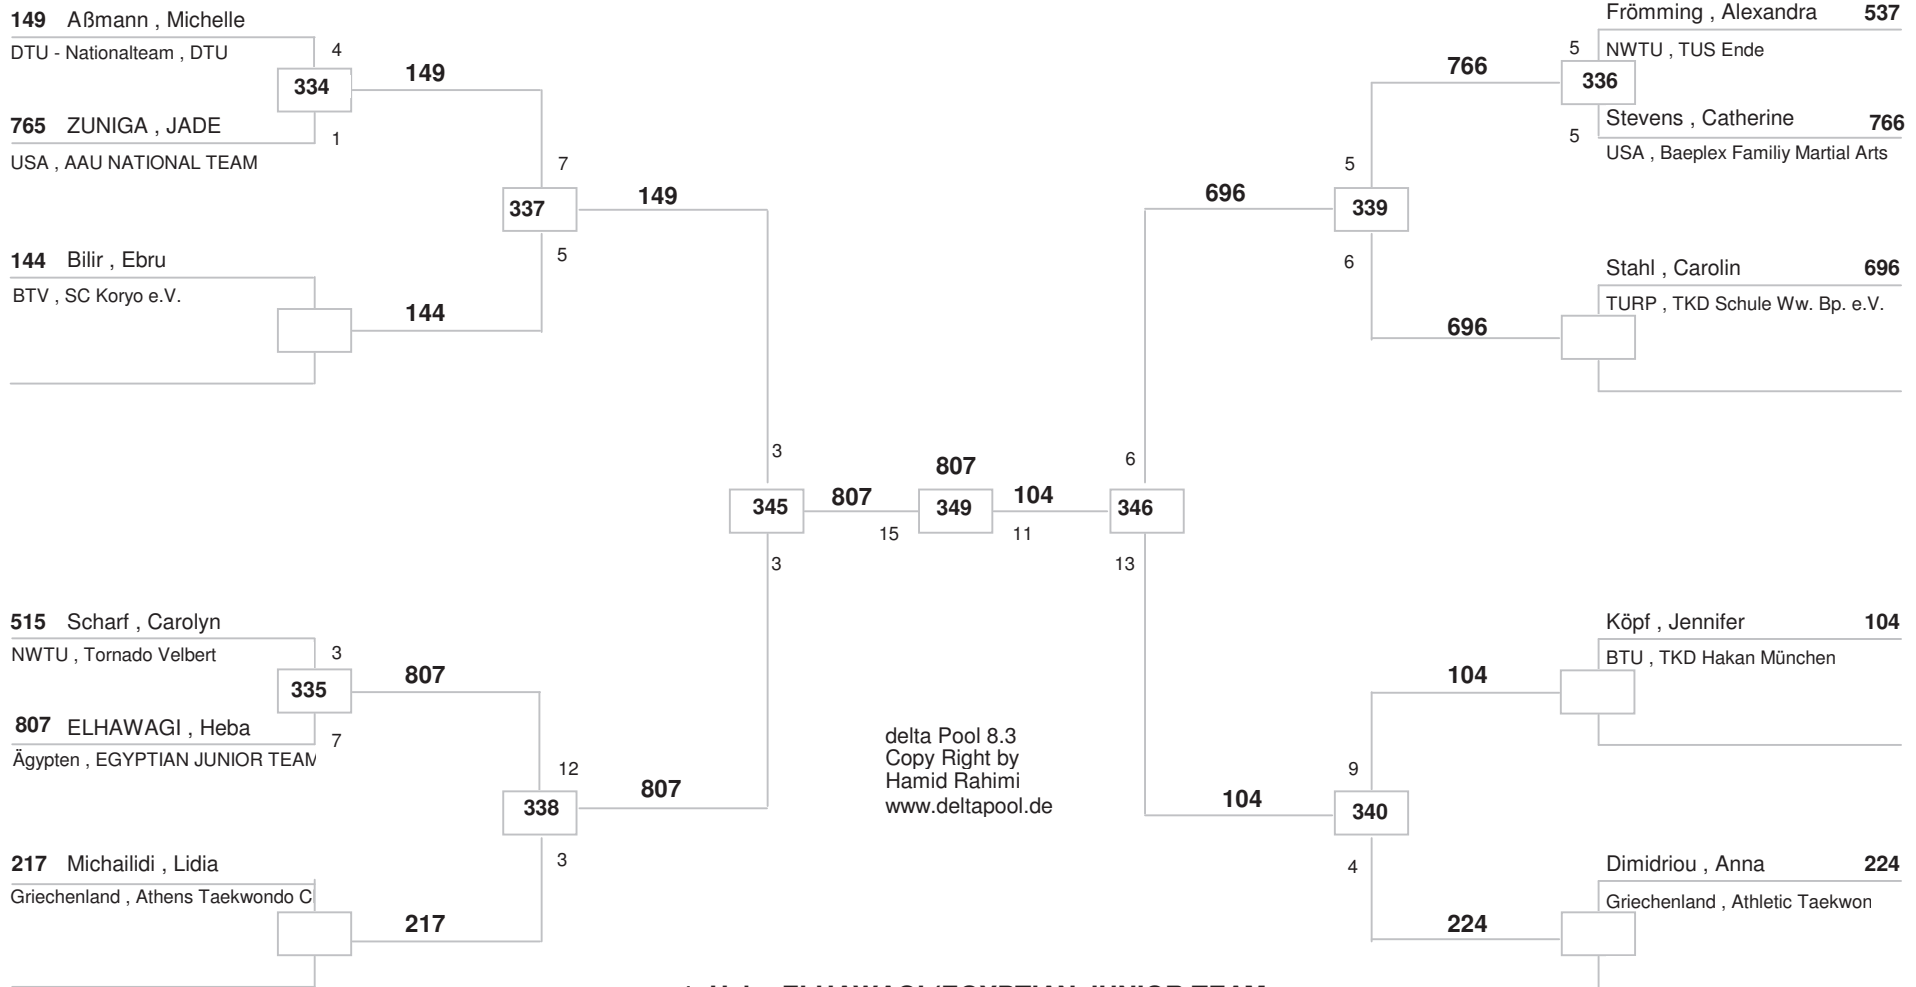 149 Aßmann , Michelle
DTU - Nationalteam , DTU
4
334
149
765 ZUNIGA , JADE
1
USA , AAU NATIONAL TEAM
7
337
149
5
144 Bilir , Ebru
BTV , SC Koryo e.V.
144
3
345
807
3
515 Scharf , Carolyn
NWTU , Tornado Velbert
3
335
807
807 ELHAWAGI , Heba
7
Ägypten , EGYPTIAN JUNIOR TEAM
12
338
807
3
217 Michailidi , Lidia
Griechenland , Athens Taekwondo C
217
807
349
15
11
104
delta Pool 8.3
Copy Right by
Hamid Rahimi
www.deltapool.de
Frömming , Alexandra 537
5
NWTU , TUS Ende
766
336
Stevens , Catherine 766
5
USA , Baeplex Familiy Martial Arts
5
696
339
6
Stahl , Carolin 696
TURP , TKD Schule Ww. Bp. e.V.
696
6
346
13
Köpf , Jennifer 104
BTU , TKD Hakan München
104
9
104
340
4
Dimidriou , Anna 224
Griechenland , Athletic Taekwon
224
1. Heba ELHAWAGI (EGYPTIAN JUNIOR TEAM